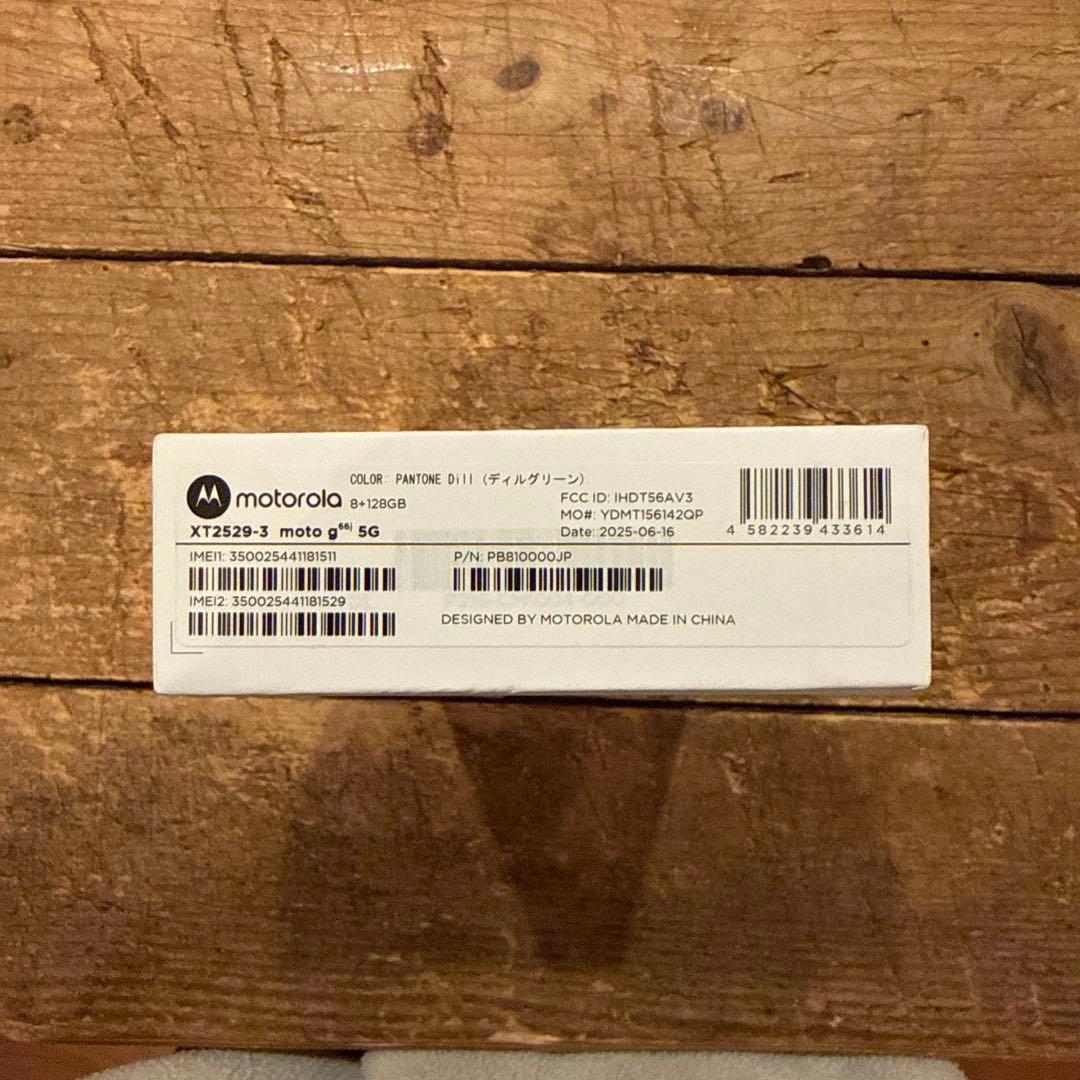 COLOR: PANTONE Dill (ディルグリーン)
motorola 8+128GB
XT2529-3 moto g66j 5G
FCC ID: IHDT56AV3
MO#: YDMT156142QP
Date: 2025-06-16
4 582239 433614
IMEI1: 350025441181511
P/N: PB810000JP
IMEI2: 350025441181529
DESIGNED BY MOTOROLA MADE IN CHINA